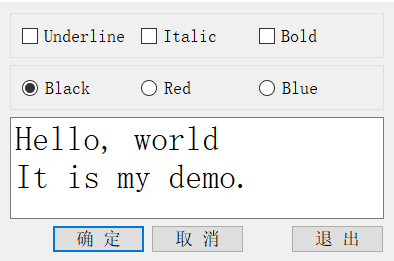 Underline Italic Bold
Black Red Blue
Hello, world
It is my demo.
确 定 取 消 退 出